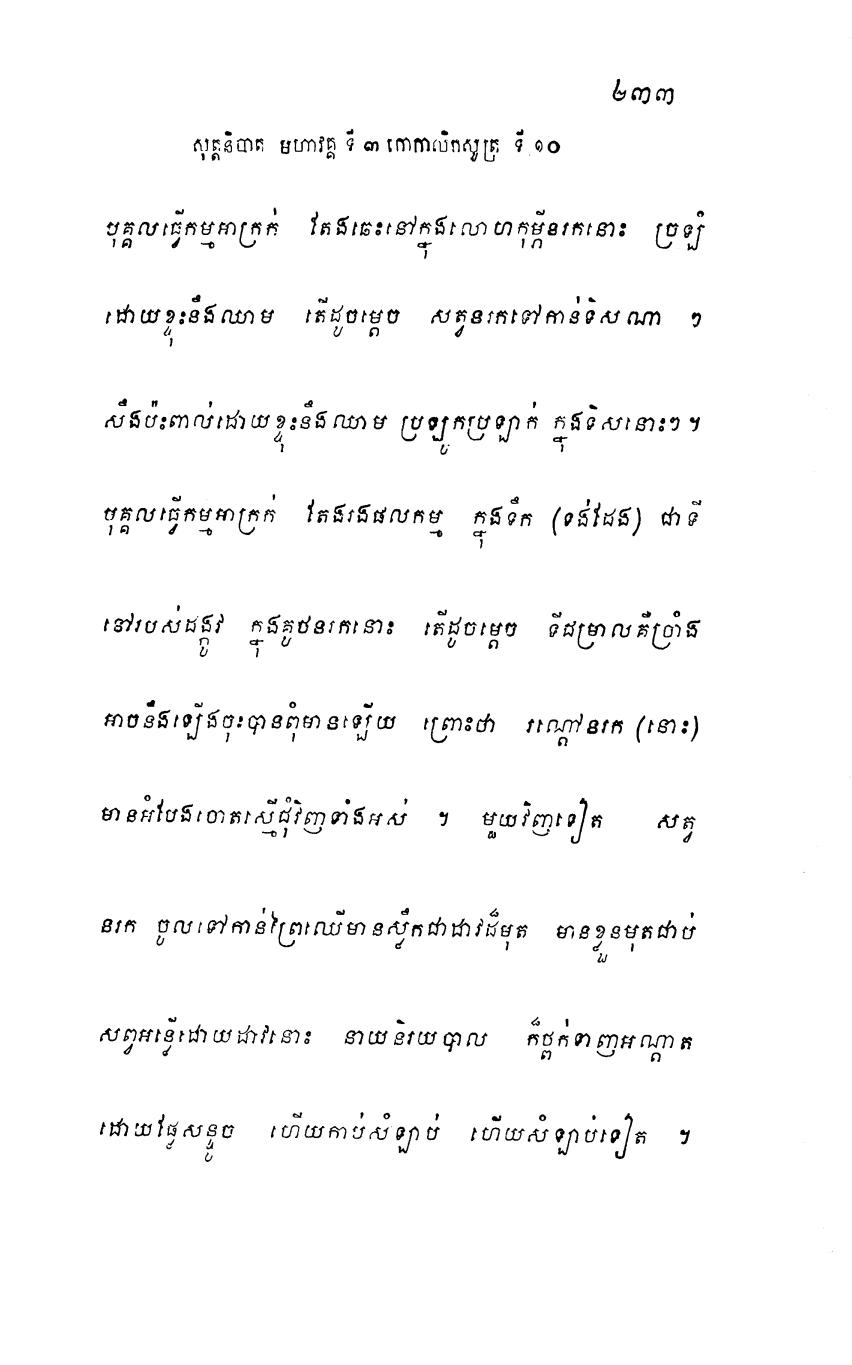 ២៣៣
សុត្តនិបាត មហាវគ្គ ទី ៣ កោកាលិកសូត្រ ទី ១០
បុគ្គលធ្វើកម្មអាក្រក់ តែងឆេះនៅក្នុងលោហកុម្ភីនរកនោះ ច្រឡំ
ដោយខ្ទុះនឹងឈាម តើដូចម្តេច សត្វនរកទៅកាន់ទិសណា ៗ
សឹងប៉ះពាល់ដោយខ្ទុះនឹងឈាម ប្រឡូកប្រឡាក់ ក្នុងទិសនោះៗ។
បុគ្គលធ្វើកម្មអាក្រក់ តែងរងផលកម្ម ក្នុងទឹក (ទង់ដែង) ជាទី
នៅរបស់ដង្កូវ ក្នុងគូថនរកនោះ តើដូចម្តេច ទីជម្រាលគឺច្រាំង
អាចនឹងឡើងចុះបានពុំមានឡើយ ព្រោះថា រណ្តៅនរក (នោះ)
មានអំបែងចោតស្មើជុំវិញទាំងអស់ ។ មួយវិញទៀត សត្វ
នរក ចូលទៅកាន់ព្រៃឈើមានស្លឹកជាដាវដ៏មុត មានខ្លួនមុតដាប់
សព្វអន្លើដោយដាវនោះ នាយនិរយបាល ក៏ថ្ពក់ទាញអណ្តាត
ដោយផ្លែសន្ទូច ហើយកាប់សំឡាប់ ហើយសំឡាប់ទៀត ។